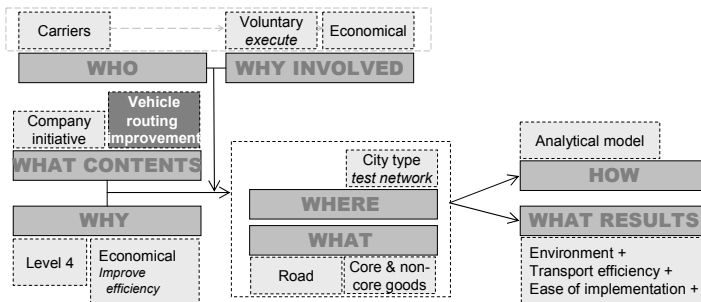 Carriers
Voluntary
execute
Economical
WHO
WHY INVOLVED
Company
initiative
Vehicle
routing
improvement
WHAT CONTENTS
City type
test network
Analytical model
WHERE
HOW
WHY
WHAT
WHAT RESULTS
Level 4
Economical
Improve
efficiency
Road
Core & non-
core goods
Environment +
Transport efficiency +
Ease of implementation +